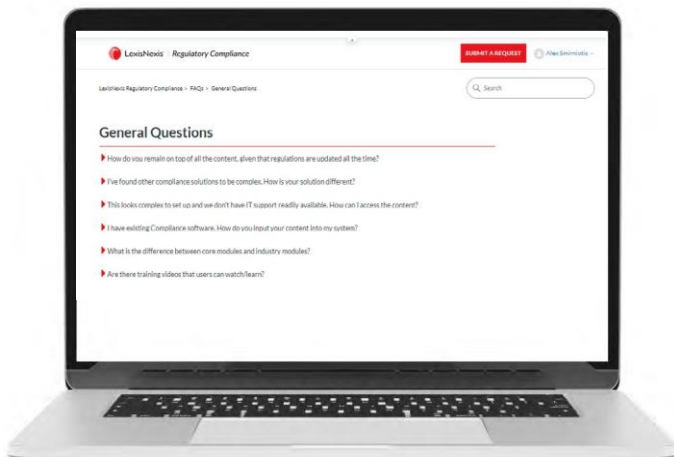 LexisNexis | Regulatory Compliance
SUBMIT A REQUEST
LexisNexis Regulatory Compliance > FAQs > General Questions
Search
General Questions
How do you remain on top of all the content, given that regulations are updated all the time?
I've found other compliance solutions to be complex. How is your solution different?
This looks complex to set up and we don't have IT support readily available. How can I access the content?
I have existing Compliance software. How do you input your content into my system?
What is the difference between core modules and industry modules?
Are there training videos that users can watch/learn?